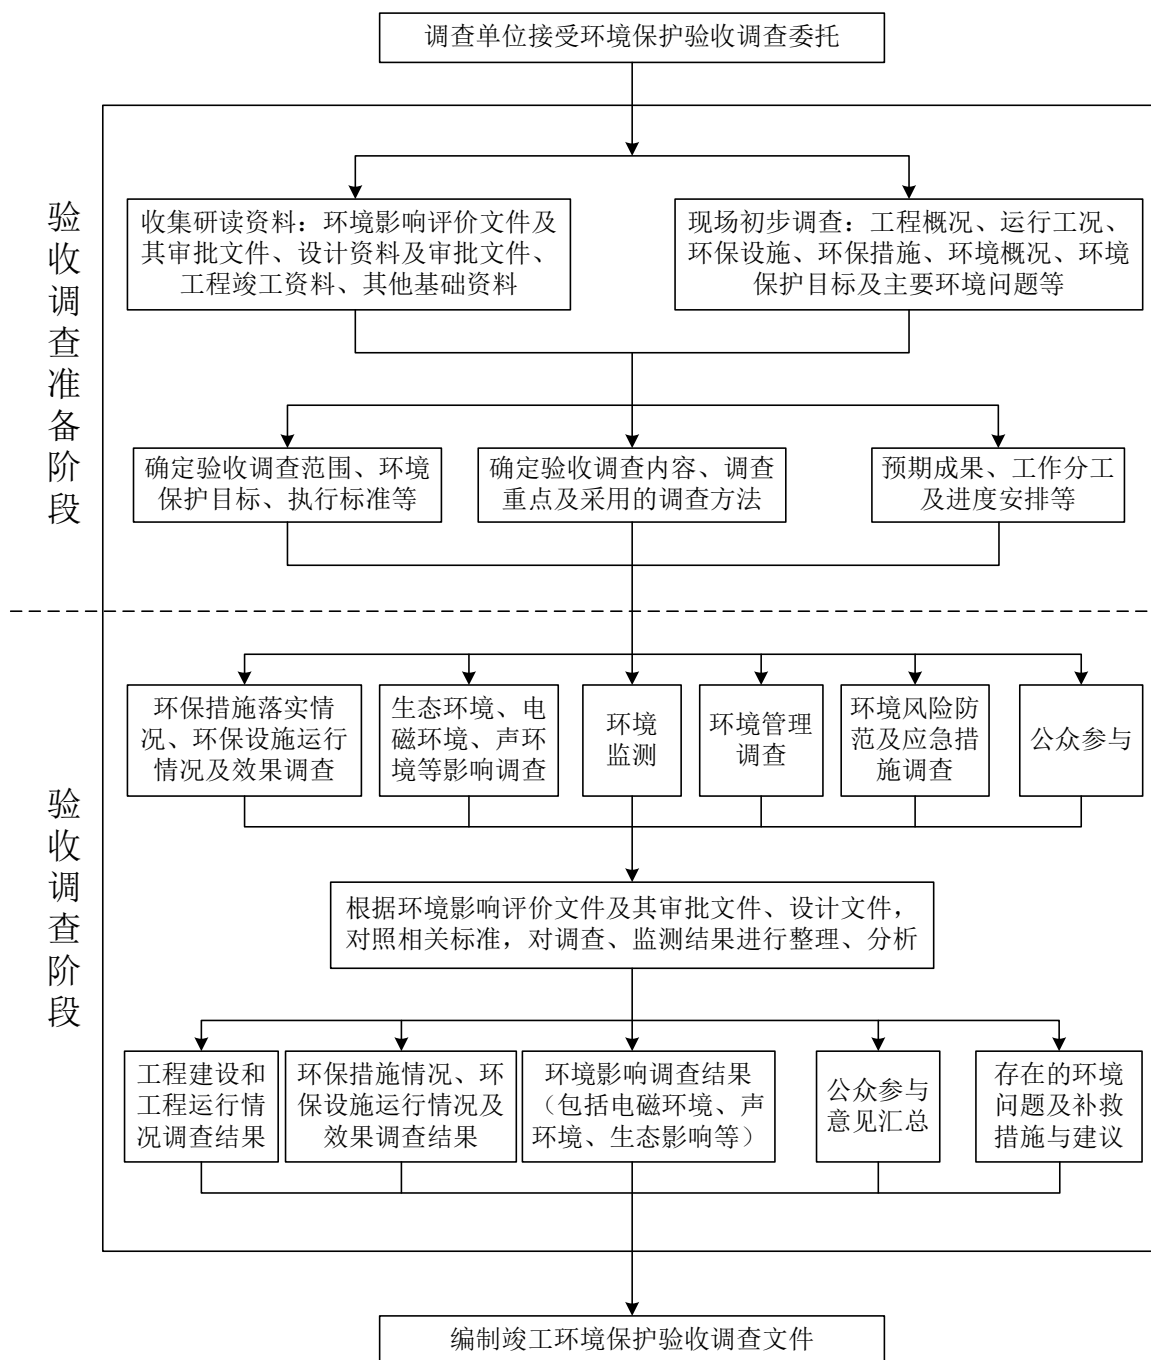 调查单位接受环境保护验收调查委托
验收调查准备阶段
收集研读资料：环境影响评价文件及
其审批文件、设计资料及审批文件、
工程竣工资料、其他基础资料
现场初步调查：工程概况、运行工况、
环保设施、环保措施、环境概况、环境
保护目标及主要环境问题等
确定验收调查范围、环境
保护目标、执行标准等
确定验收调查内容、调查
重点及采用的调查方法
预期成果、工作分工
及进度安排等
验收调查阶段
环保措施落实情
况、环保设施运行
情况及效果调查
生态环境、电
磁环境、声环
境等影响调查
环境
监测
环境管理
调查
环境风险防
范及应急措
施调查
公众参与
根据环境影响评价文件及其审批文件、设计文件，
对照相关标准，对调查、监测结果进行整理、分析
工程建设和
工程运行情
况调查结果
环保措施情况、环
保设施运行情况及
效果调查结果
环境影响调查结果
（包括电磁环境、声
环境、生态影响等）
公众参与
意见汇总
存在的环境
问题及补救
措施与建议
编制竣工环境保护验收调查文件